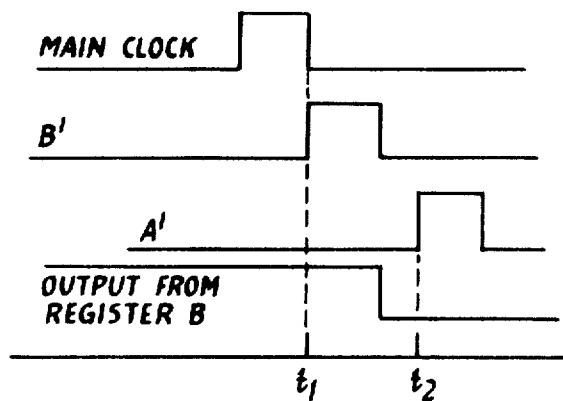 MAIN CLOCK
B'
A'
OUTPUT FROM
REGISTER B
t₁ t₂